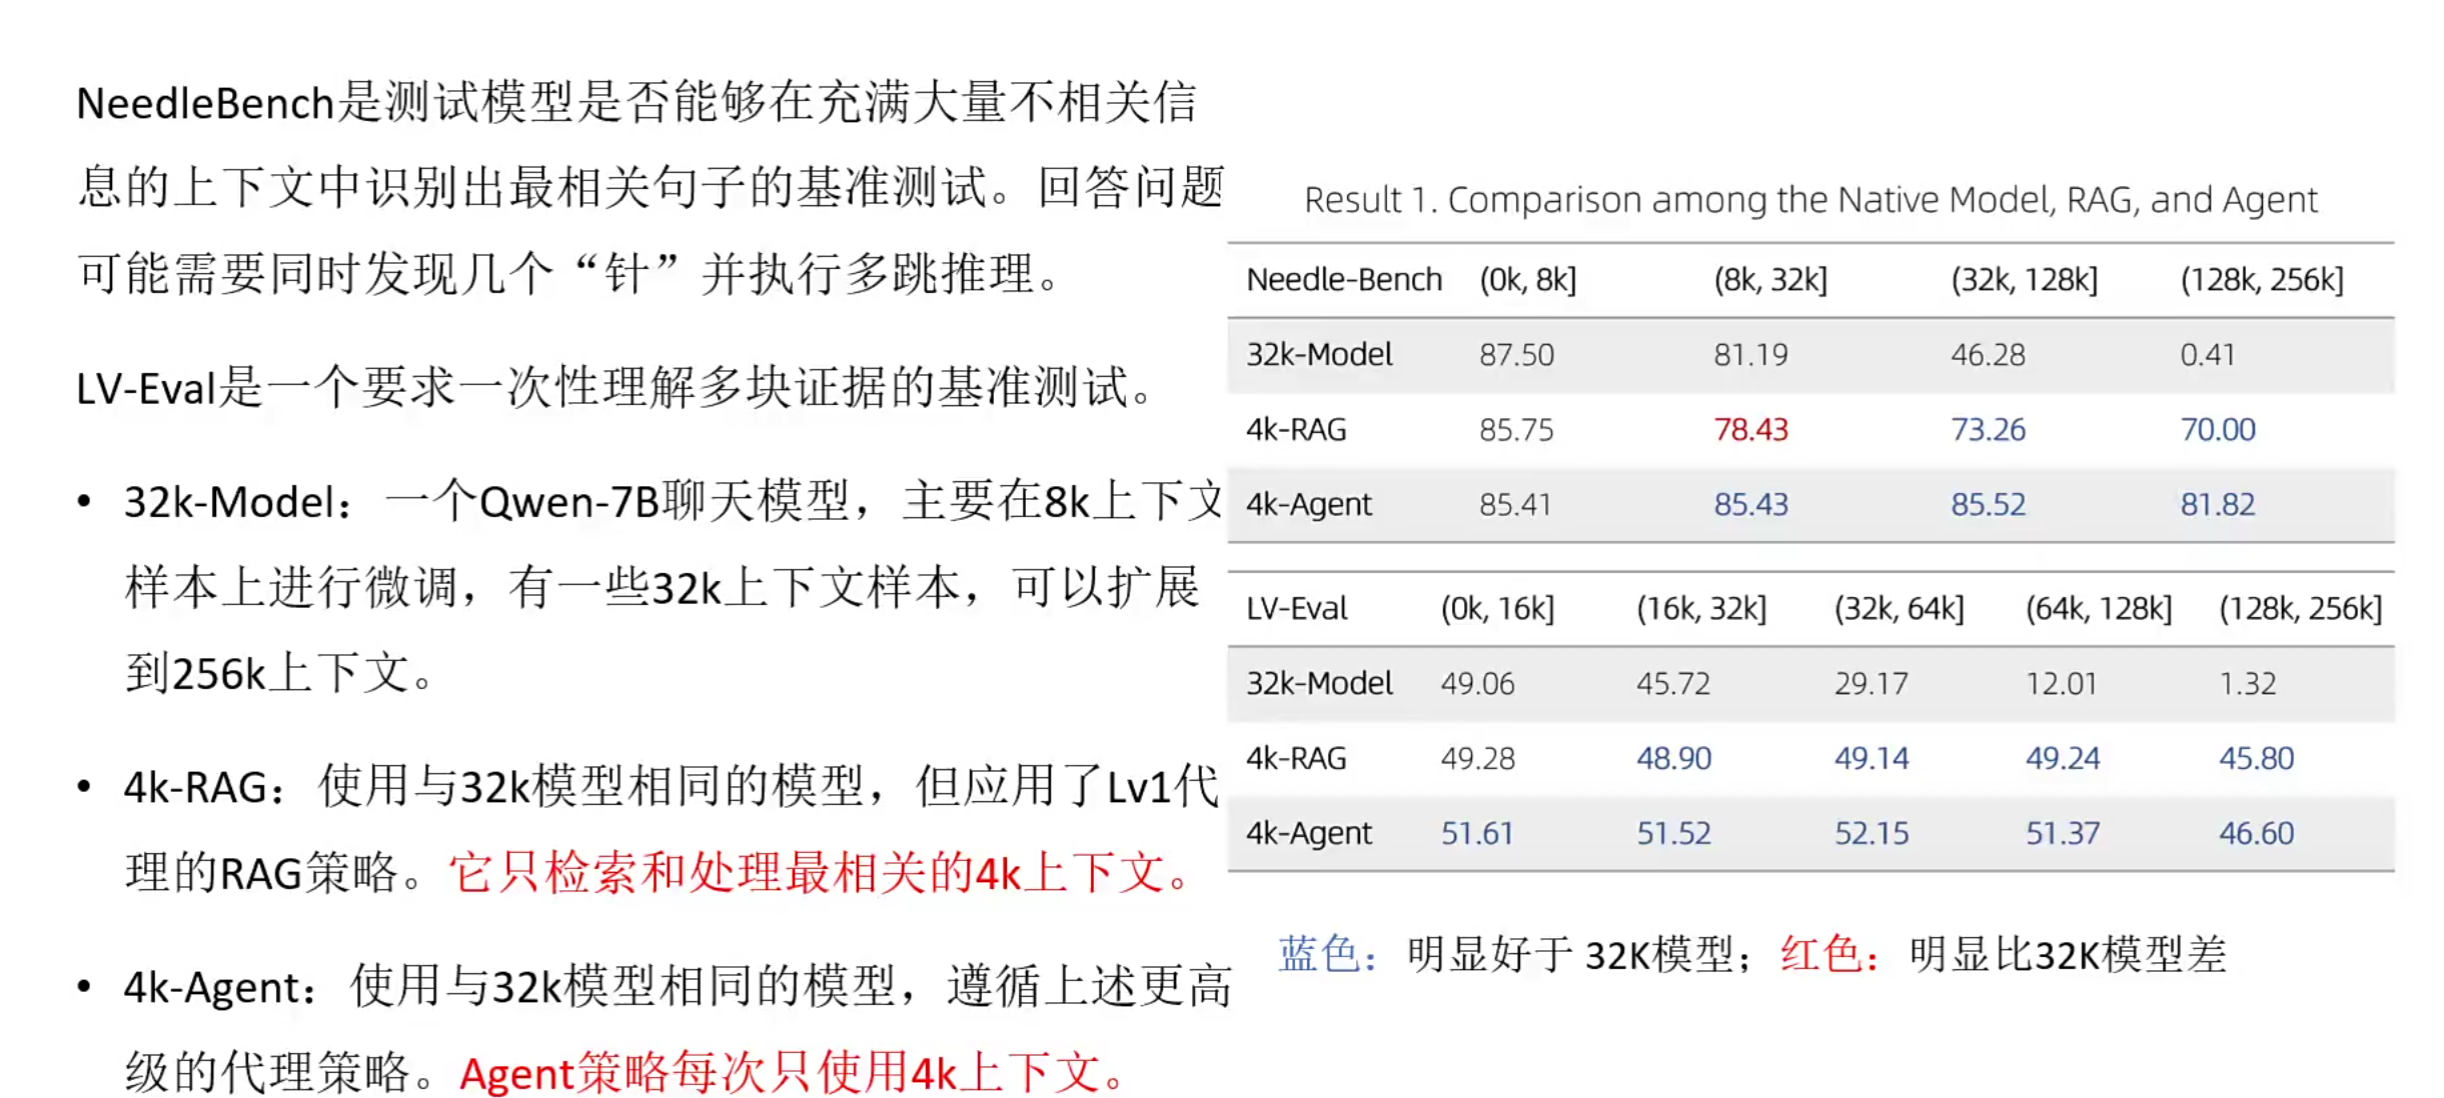 NeedleBench是测试模型是否能够在充满大量不相关信
息的上下文中识别出最相关句子的基准测试。回答问题
可能需要同时发现几个“针”并执行多跳推理。
LV-Eval是一个要求一次性理解多块证据的基准测试。
• 32k-Model：一个Qwen-7B聊天模型，主要在8k上下文
样本上进行微调，有一些32k上下文样本，可以扩展
到256k上下文。
• 4k-RAG：使用与32k模型相同的模型，但应用了Lv1代
理的RAG策略。它只检索和处理最相关的4k上下文。
• 4k-Agent：使用与32k模型相同的模型，遵循上述更高
级的代理策略。Agent策略每次只使用4k上下文。
Result 1. Comparison among the Native Model, RAG, and Agent
Needle-Bench (0k, 8k] (8k, 32k] (32k, 128k] (128k, 256k]
32k-Model 87.50 81.19 46.28 0.41
4k-RAG 85.75 78.43 73.26 70.00
4k-Agent 85.41 85.43 85.52 81.82
LV-Eval (0k, 16k] (16k, 32k] (32k, 64k] (64k, 128k] (128k, 256k]
32k-Model 49.06 45.72 29.17 12.01 1.32
4k-RAG 49.28 48.90 49.14 49.24 45.80
4k-Agent 51.61 51.52 52.15 51.37 46.60
蓝色：明显好于 32K模型；红色：明显比32K模型差